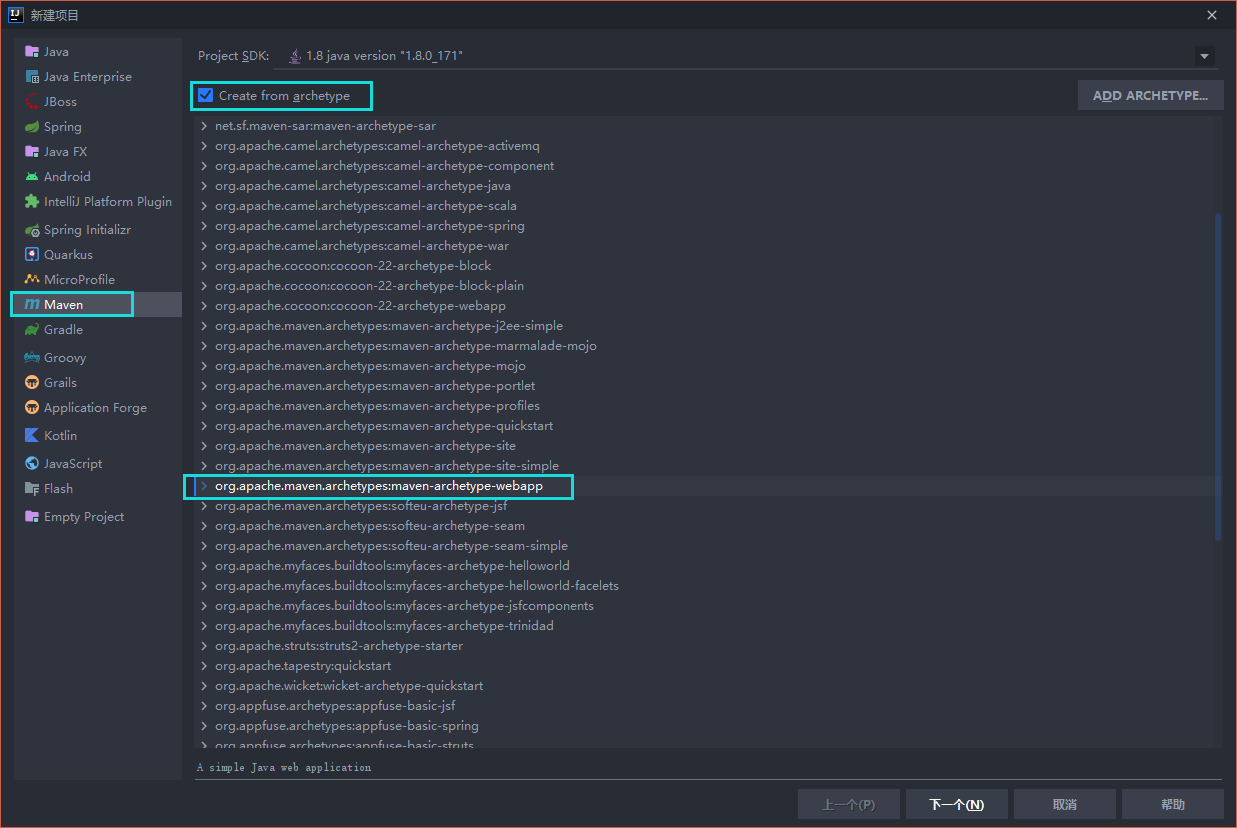 新建项目
Java
Java Enterprise
JBoss
Spring
Java FX
Android
IntelliJ Platform Plugin
Spring Initializr
Quarkus
MicroProfile
Maven
Gradle
Groovy
Grails
Application Forge
Kotlin
JavaScript
Flash
Empty Project
Project SDK: 1.8 java version "1.8.0_171"
Create from archetype
ADD ARCHETYPE...
net.sf.maven-sar:maven-archetype-sar
org.apache.camel.archetypes:camel-archetype-activemq
org.apache.camel.archetypes:camel-archetype-component
org.apache.camel.archetypes:camel-archetype-java
org.apache.camel.archetypes:camel-archetype-scala
org.apache.camel.archetypes:camel-archetype-spring
org.apache.camel.archetypes:camel-archetype-war
org.apache.cocoon:cocoon-22-archetype-block
org.apache.cocoon:cocoon-22-archetype-block-plain
org.apache.cocoon:cocoon-22-archetype-webapp
org.apache.maven.archetypes:maven-archetype-j2ee-simple
org.apache.maven.archetypes:maven-archetype-marmalade-mojo
org.apache.maven.archetypes:maven-archetype-mojo
org.apache.maven.archetypes:maven-archetype-portlet
org.apache.maven.archetypes:maven-archetype-profiles
org.apache.maven.archetypes:maven-archetype-quickstart
org.apache.maven.archetypes:maven-archetype-site
org.apache.maven.archetypes:maven-archetype-site-simple
org.apache.maven.archetypes:maven-archetype-webapp
org.apache.maven.archetypes:softeu-archetype-jsf
org.apache.maven.archetypes:softeu-archetype-seam
org.apache.maven.archetypes:softeu-archetype-seam-simple
org.apache.myfaces.buildtools:myfaces-archetype-helloworld
org.apache.myfaces.buildtools:myfaces-archetype-helloworld-facelets
org.apache.myfaces.buildtools:myfaces-archetype-jsfcomponents
org.apache.myfaces.buildtools:myfaces-archetype-trinidad
org.apache.struts:struts2-archetype-starter
org.apache.tapestry:quickstart
org.apache.wicket:wicket-archetype-quickstart
org.appfuse.archetypes:appfuse-basic-jsf
org.appfuse.archetypes:appfuse-basic-spring
org.appfuse.archetypes:appfuse-basic-struts
A simple Java web application
上一个(P)
下一个(N)
取消
帮助